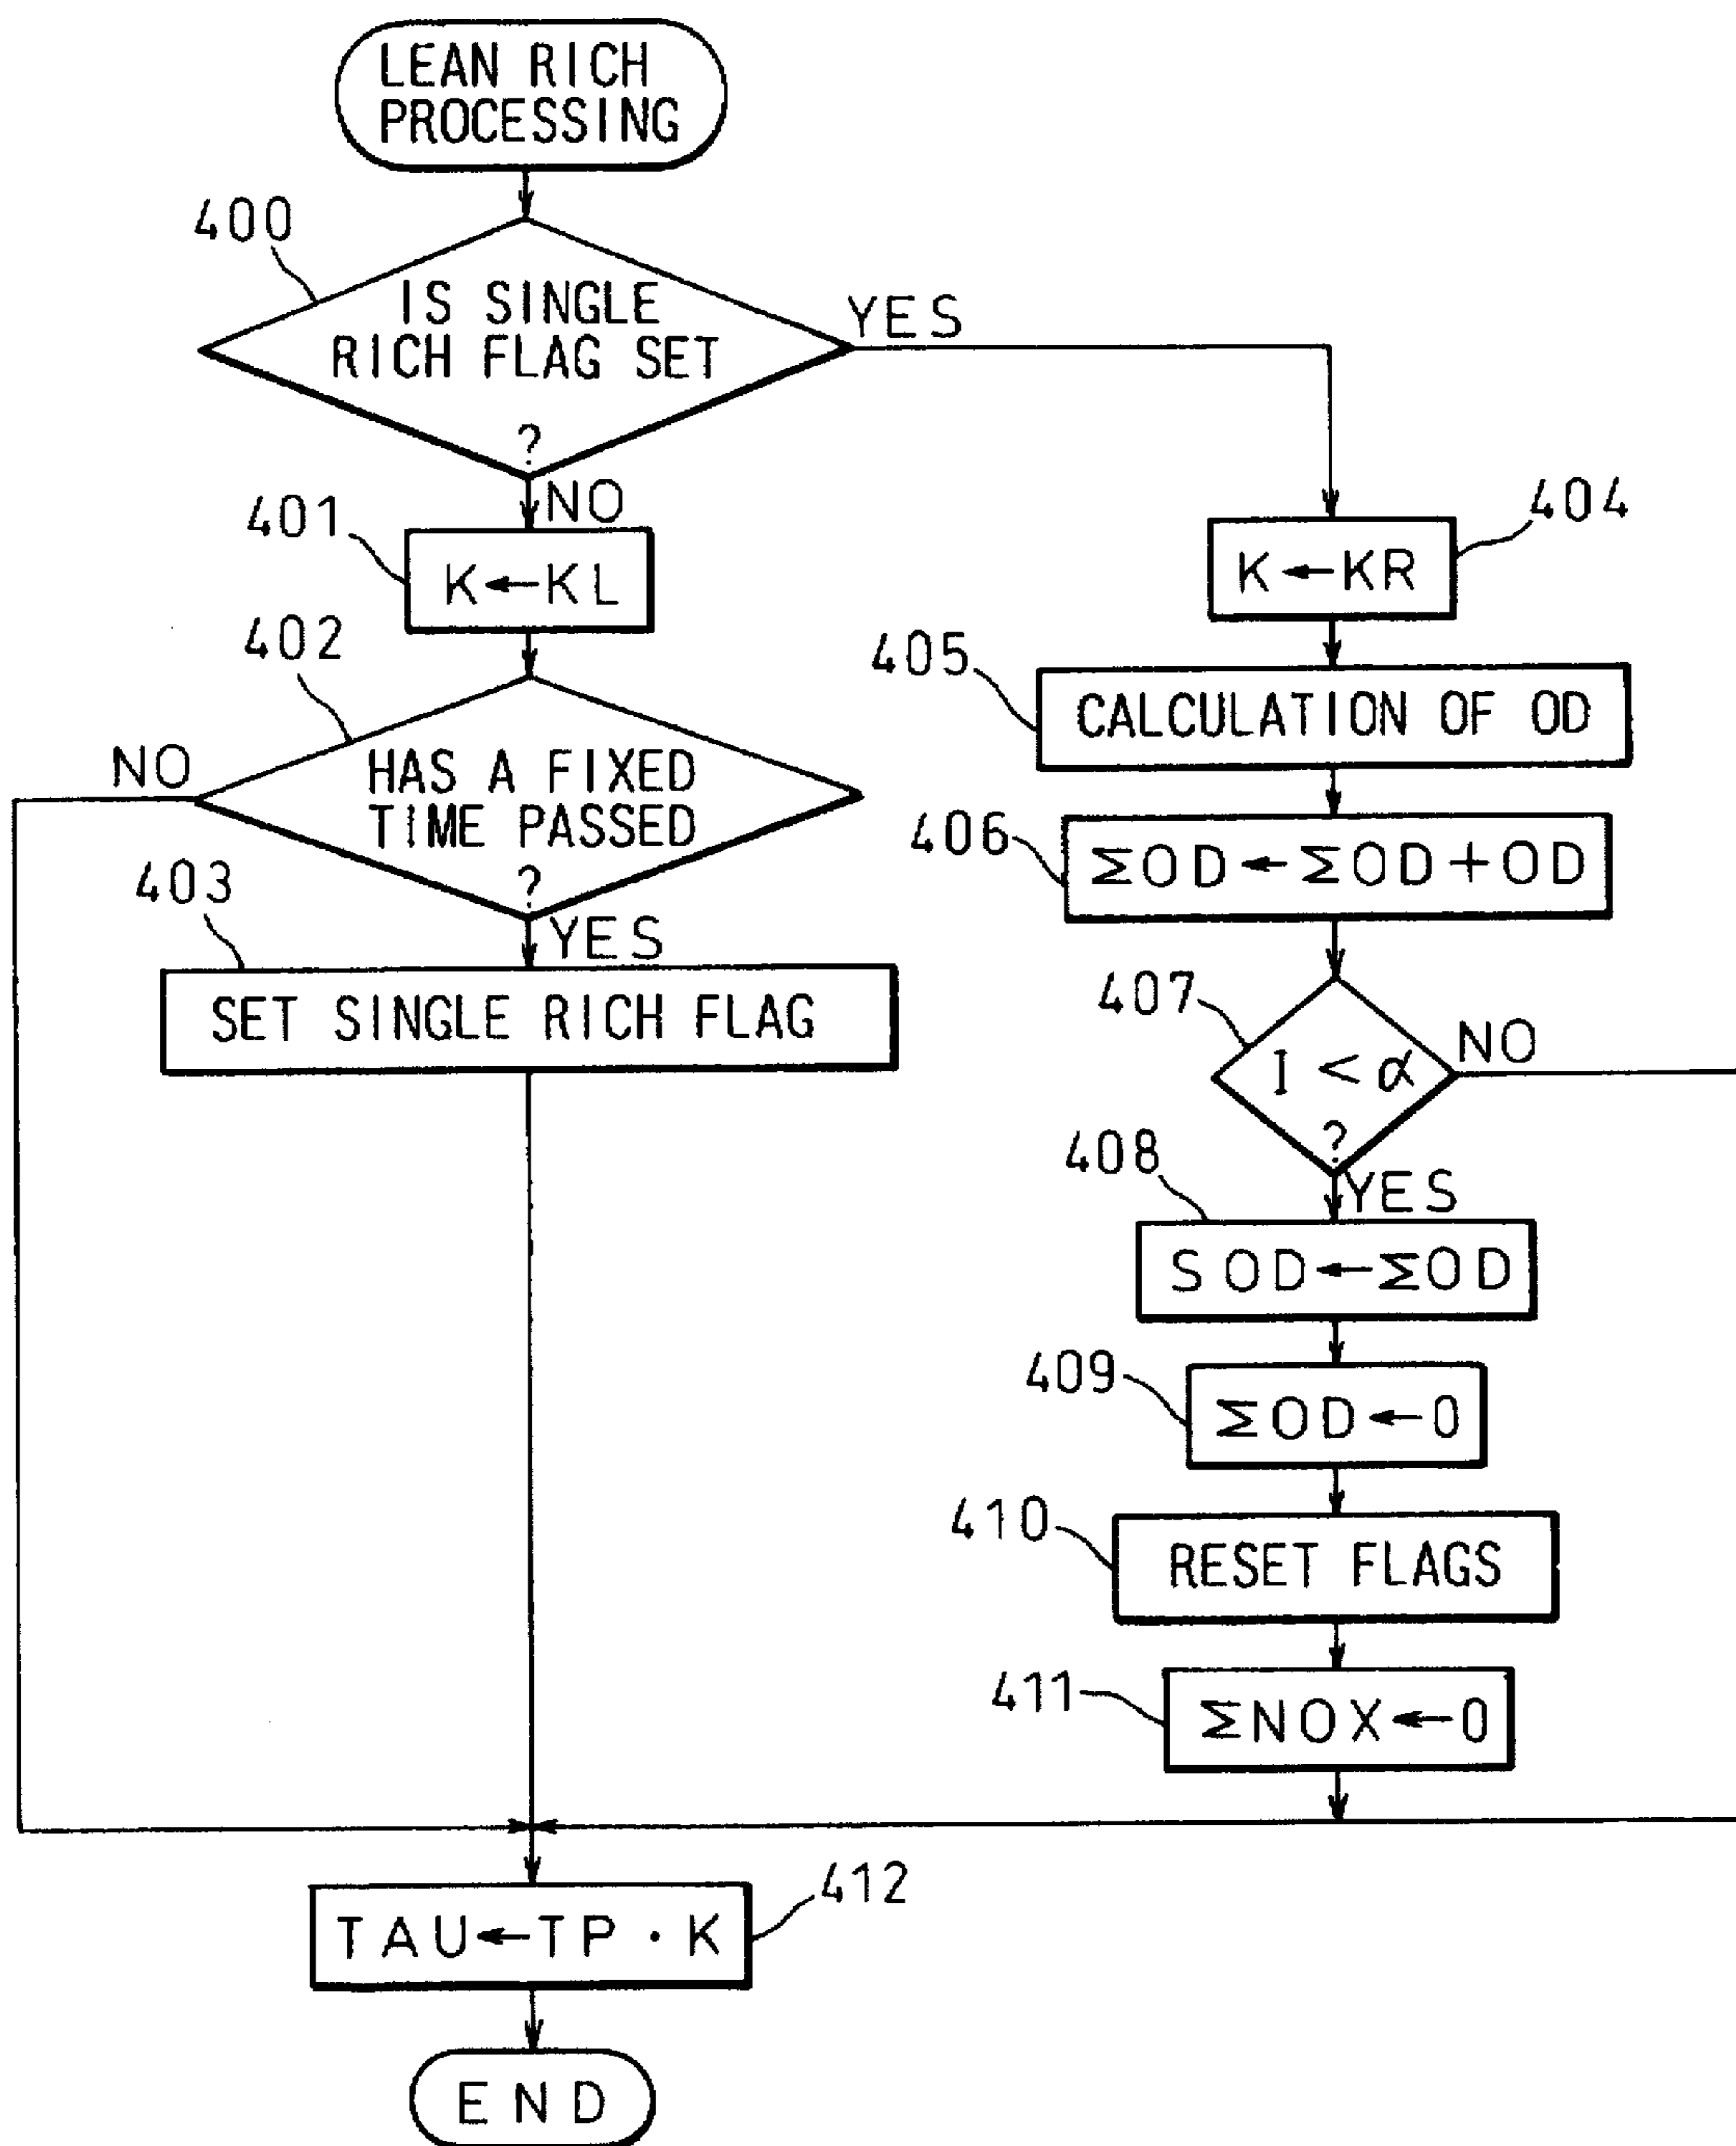 LEAN RICH
PROCESSING
400
IS SINGLE
RICH FLAG SET
?
YES
NO
401
K←KL
402
HAS A FIXED
TIME PASSED
?
NO
YES
403
SET SINGLE RICH FLAG
404
K←KR
405
CALCULATION OF OD
406
ΣOD←ΣOD+OD
407
I<α
?
NO
YES
408
SOD←ΣOD
409
ΣOD←0
410
RESET FLAGS
411
ΣNOX←0
412
TAU←TP·K
END